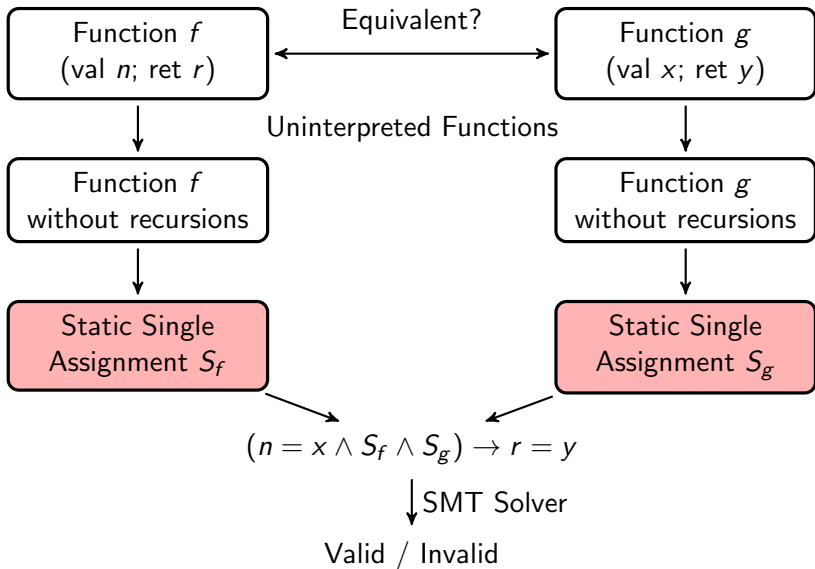 Function f
(val n; ret r)
Equivalent?
Function g
(val x; ret y)
Uninterpreted Functions
Function f
without recursions
Function g
without recursions
Static Single
Assignment S_f
Static Single
Assignment S_g
(n = x ∧ S_f ∧ S_g) → r = y
SMT Solver
Valid / Invalid